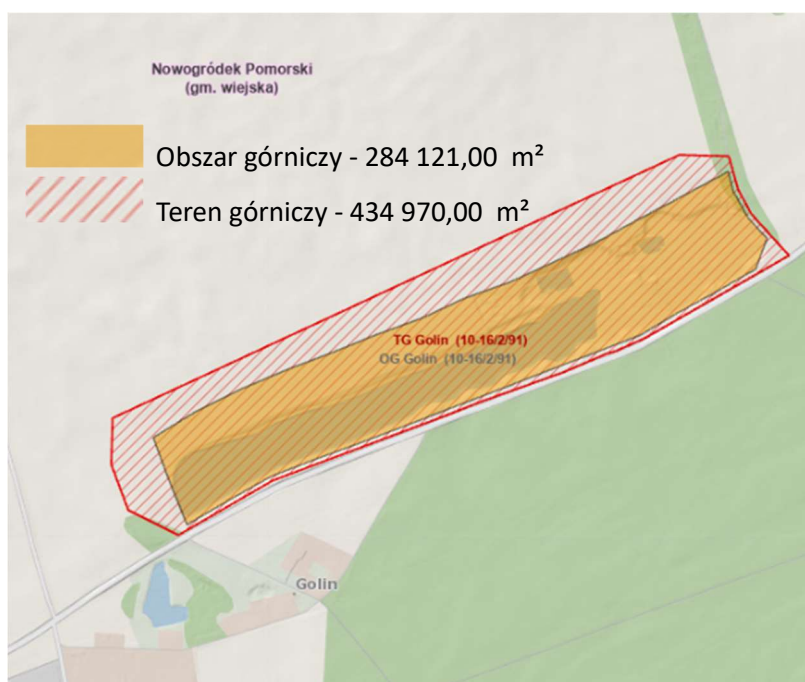 Nowogródek Pomorski
(gm. wiejska)
Obszar górniczy - 284 121,00 m²
Teren górniczy - 434 970,00 m²
TG Golin (10-16/2/91)
OG Golin (10-16/2/91)
Golin